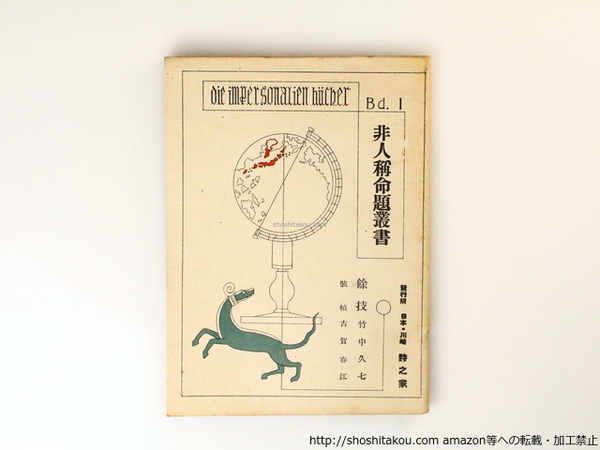 die impersonalien bücher
Bd. 1
非人稱命題叢書
餘技 竹中久七
裝幀 古賀春江
發行所 日本・川崎 詩之家
shoshitakou.com
http://shoshitakou.com amazon等への転載・加工禁止